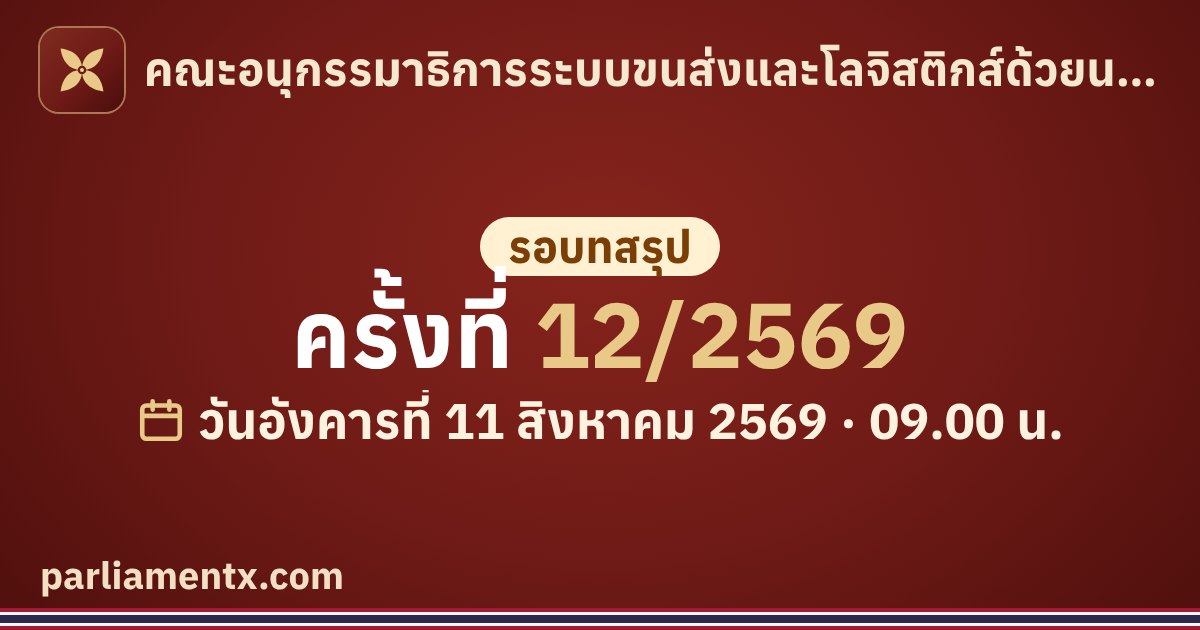 คณะอนุกรรมาธิการระบบขนส่งและโลจิสติกส์ด้วยน...
รอบทสรุป
ครั้งที่ 12/2569
วันอังคารที่ 11 สิงหาคม 2569 · 09.00 น.
parliamentx.com